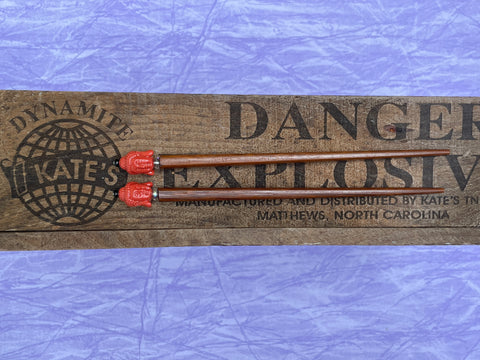 DYNAMITE
KATE'S
DANGER
EXPLOSIV
MANUFACTURED AND DISTRIBUTED BY KATE'S TN
MATTHEWS, NORTH CAROLINA